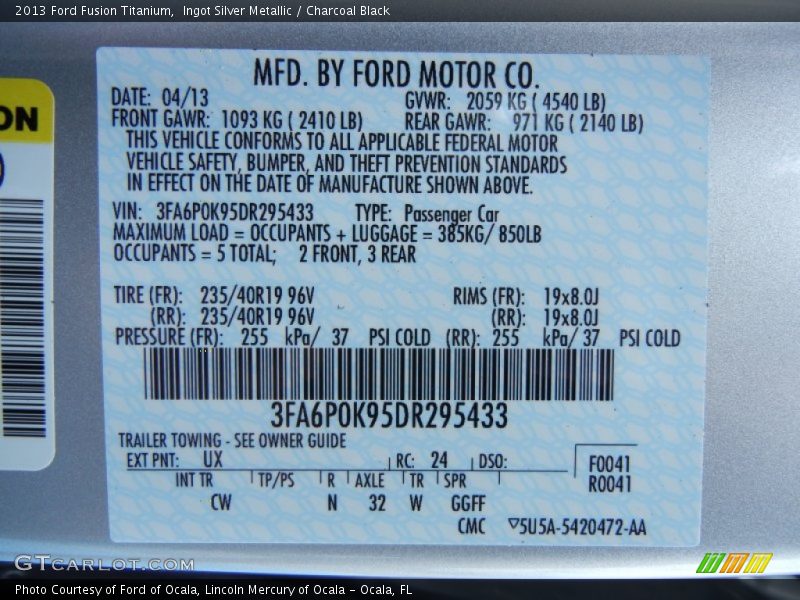 2013 Ford Fusion Titanium,  Ingot Silver Metallic / Charcoal Black
ON
MFD. BY FORD MOTOR CO.
DATE: 04/13 GVWR: 2059 KG ( 4540 LB)
FRONT GAWR: 1093 KG ( 2410 LB) REAR GAWR: 971 KG ( 2140 LB)
THIS VEHICLE CONFORMS TO ALL APPLICABLE FEDERAL MOTOR
VEHICLE SAFETY, BUMPER, AND THEFT PREVENTION STANDARDS
IN EFFECT ON THE DATE OF MANUFACTURE SHOWN ABOVE.
VIN: 3FA6P0K95DR295433 TYPE: Passenger Car
MAXIMUM LOAD = OCCUPANTS + LUGGAGE = 385KG/ 850LB
OCCUPANTS = 5 TOTAL; 2 FRONT, 3 REAR
TIRE (FR): 235/40R19 96V RIMS (FR): 19x8.0J
(RR): 235/40R19 96V (RR): 19x8.0J
PRESSURE (FR): 255 kPa/ 37 PSI COLD (RR): 255 kPa/ 37 PSI COLD
3FA6P0K95DR295433
TRAILER TOWING - SEE OWNER GUIDE
EXT PNT: UX RC: 24 DSO: F0041
INT TR TP/PS R AXLE TR SPR R0041
CW N 32 W GGFF
CMC ▽5U5A-5420472-AA
GTCARLOT.COM
Photo Courtesy of Ford of Ocala, Lincoln Mercury of Ocala – Ocala, FL